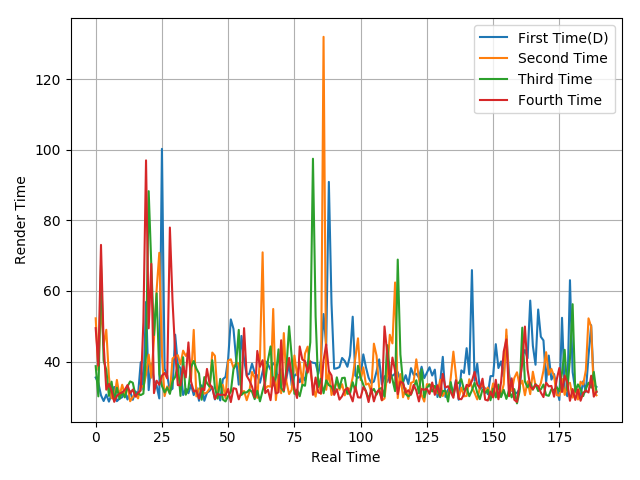 First Time(D)
Second Time
Third Time
Fourth Time
120
100
80
60
40
Render Time
0 25 50 75 100 125 150 175
Real Time